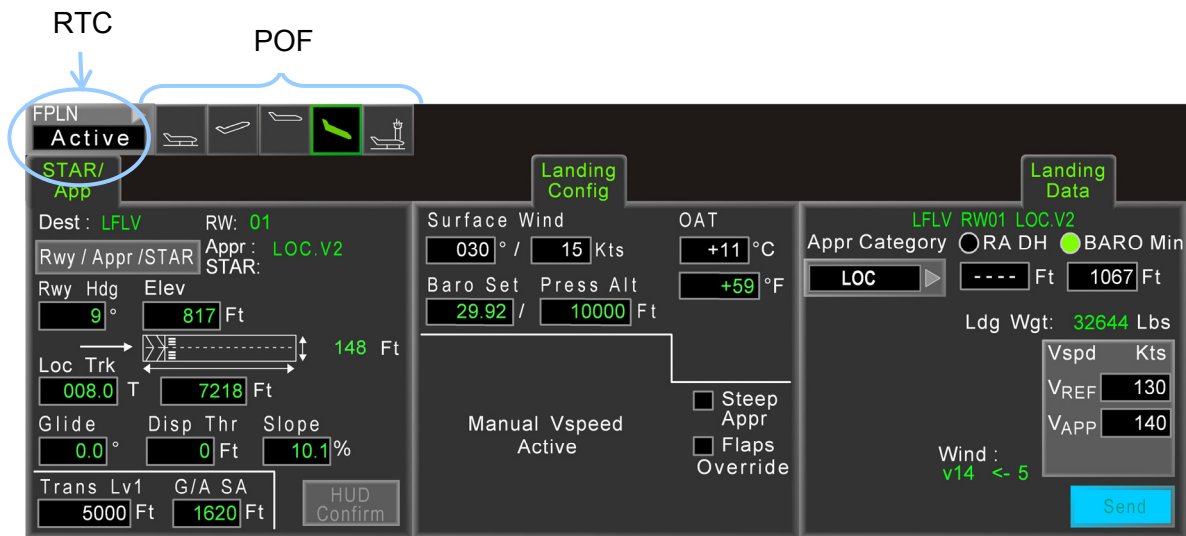 RTC
POF
FPLN
Active
STAR/
App
Landing
Config
Landing
Data
Dest : LFLV RW: 01
Rwy / Appr /STAR
Appr : LOC.V2
STAR:
Rwy Hdg Elev
9 ° 817 Ft
148 Ft
Loc Trk
008.0 T 7218 Ft
Glide Disp Thr Slope
0.0 ° 0 Ft 10.1 %
Trans Lv1 G/A SA
5000 Ft 1620 Ft
HUD
Confirm
Surface Wind OAT
030 ° / 15 Kts +11 °C
Baro Set Press Alt +59 °F
29.92 / 10000 Ft
Manual Vspeed
Active
Steep
Appr
Flaps
Override
LFLV RW01 LOC.V2
Appr Category RA DH BARO Min
LOC ---- Ft 1067 Ft
Ldg Wgt: 32644 Lbs
Vspd Kts
VREF 130
VAPP 140
Wind :
v14 <- 5
Send